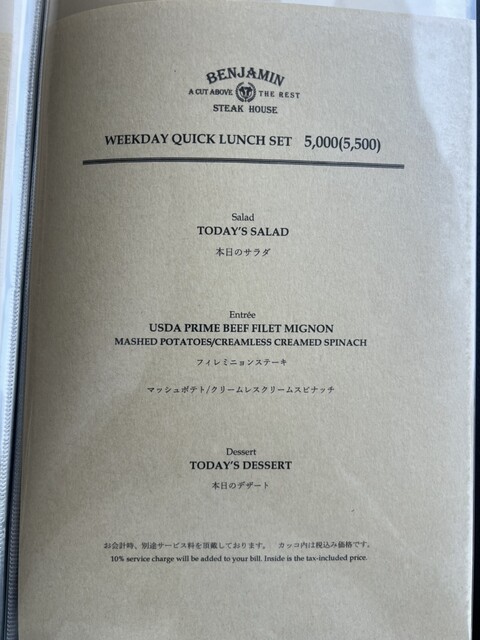 BENJAMIN
A CUT ABOVE THE REST
STEAK HOUSE
WEEKDAY QUICK LUNCH SET 5,000(5,500)
Salad
TODAY'S SALAD
本日のサラダ
Entrée
USDA PRIME BEEF FILET MIGNON
MASHED POTATOES/CREAMLESS CREAMED SPINACH
フィレミニョンステーキ
マッシュポテト/クリームレスクリームスピナッチ
Dessert
TODAY'S DESSERT
本日のデザート
お会計時、別途サービス料を頂戴しております。 カッコ内は税込み価格です。
10% service charge will be added to your bill. Inside is the tax-included price.